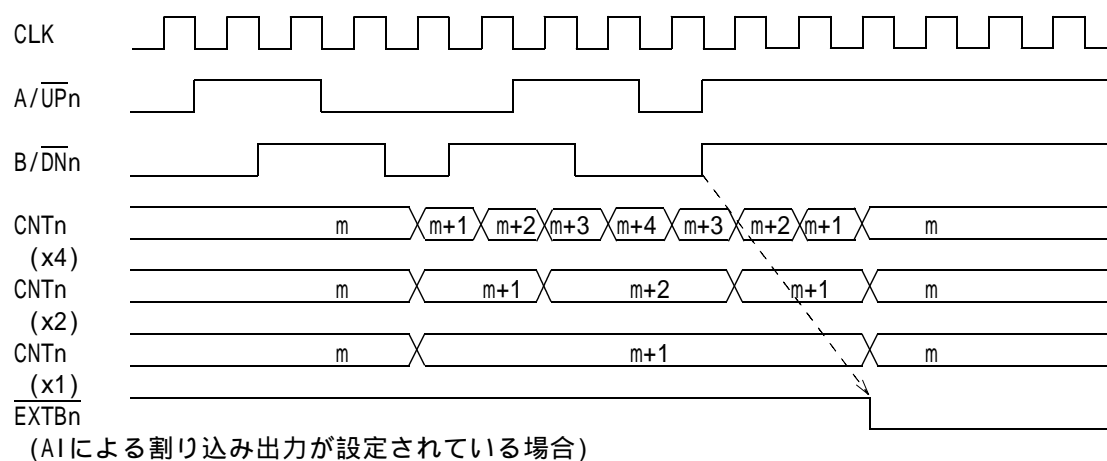 CLK
A/UPn
B/DNn
CNTn m m+1 m+2 m+3 m+4 m+3 m+2 m+1 m
(x4)
CNTn m m+1 m+2 m+1 m
(x2)
CNTn m m+1 m
(x1)
EXTBn
(AIによる割り込み出力が設定されている場合)